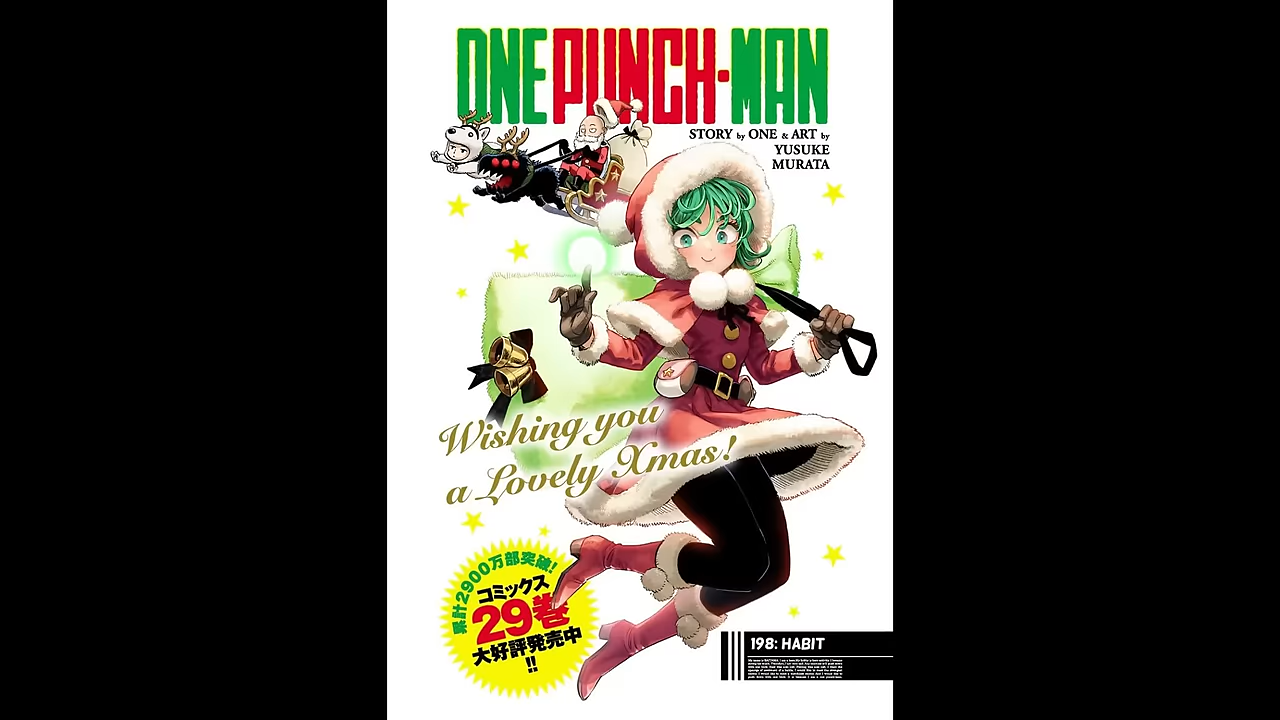 ONE PUNCH-MAN
STORY by ONE & ART by
YUSUKE
MURATA
Wishing you
a Lovely Xmas!
累計2900万部突破!
コミックス
29巻
大好評発売中
!!
198: HABIT